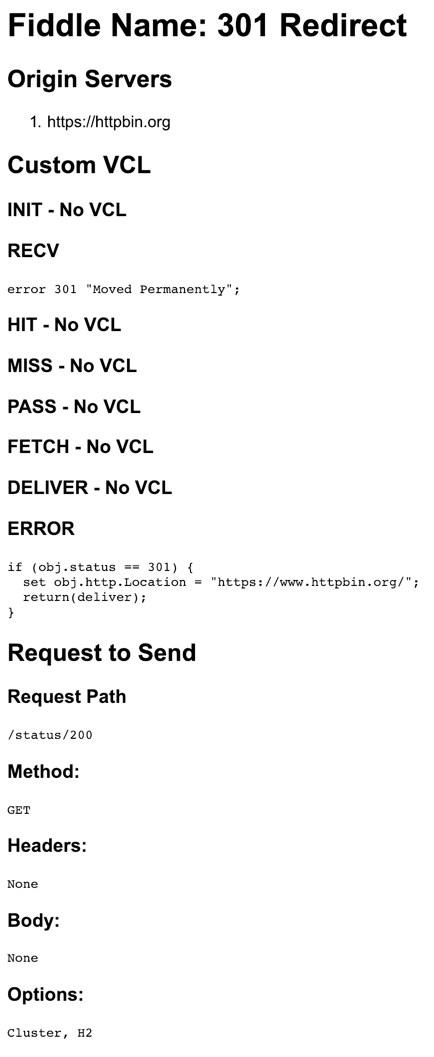 Fiddle Name: 301 Redirect
Origin Servers
1. https://httpbin.org
Custom VCL
INIT - No VCL
RECV
error 301 "Moved Permanently";
HIT - No VCL
MISS - No VCL
PASS - No VCL
FETCH - No VCL
DELIVER - No VCL
ERROR
if (obj.status == 301) {
  set obj.http.Location = "https://www.httpbin.org/";
  return(deliver);
}
Request to Send
Request Path
/status/200
Method:
GET
Headers:
None
Body:
None
Options:
Cluster, H2